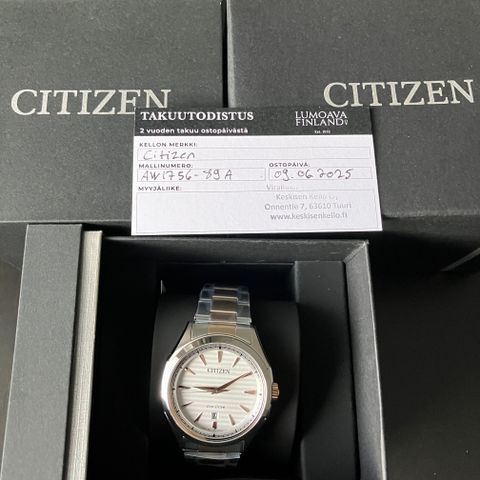 CITIZEN
CITIZEN
TAKUUTODISTUS
2 vuoden takuu ostopäivästä
LUMOAVA
FINLAND
KELLON MERKKI:
Citizen
MALLINUMERO:
AW1756-89A
OSTOPÄIVÄ:
09.06.2025
MYYJÄLIIKE:
Keskisen Kello Oy
Onnentie 7, 63610 Tuuri
www.keskisenkello.fi
CITIZEN